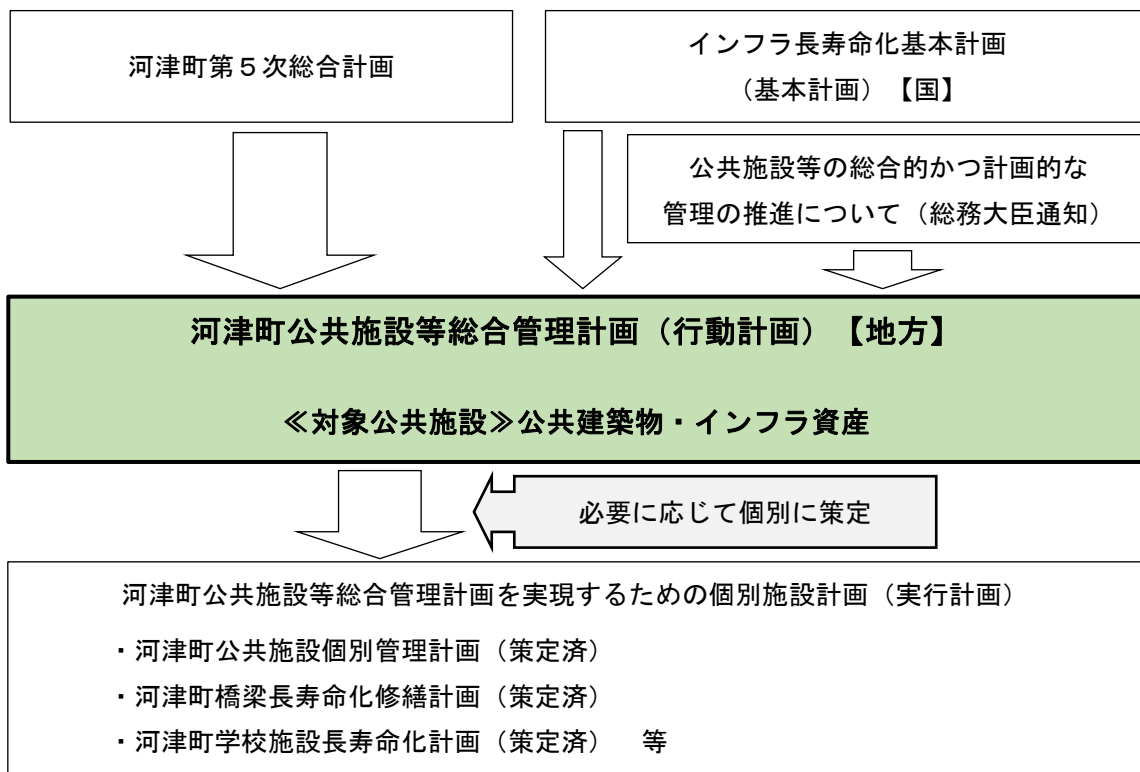 河津町第５次総合計画
インフラ長寿命化基本計画
（基本計画）【国】
公共施設等の総合的かつ計画的な
管理の推進について（総務大臣通知）
河津町公共施設等総合管理計画（行動計画）【地方】
≪対象公共施設≫公共建築物・インフラ資産
必要に応じて個別に策定
河津町公共施設等総合管理計画を実現するための個別施設計画（実行計画）
・河津町公共施設個別管理計画（策定済）
・河津町橋梁長寿命化修繕計画（策定済）
・河津町学校施設長寿命化計画（策定済）　等